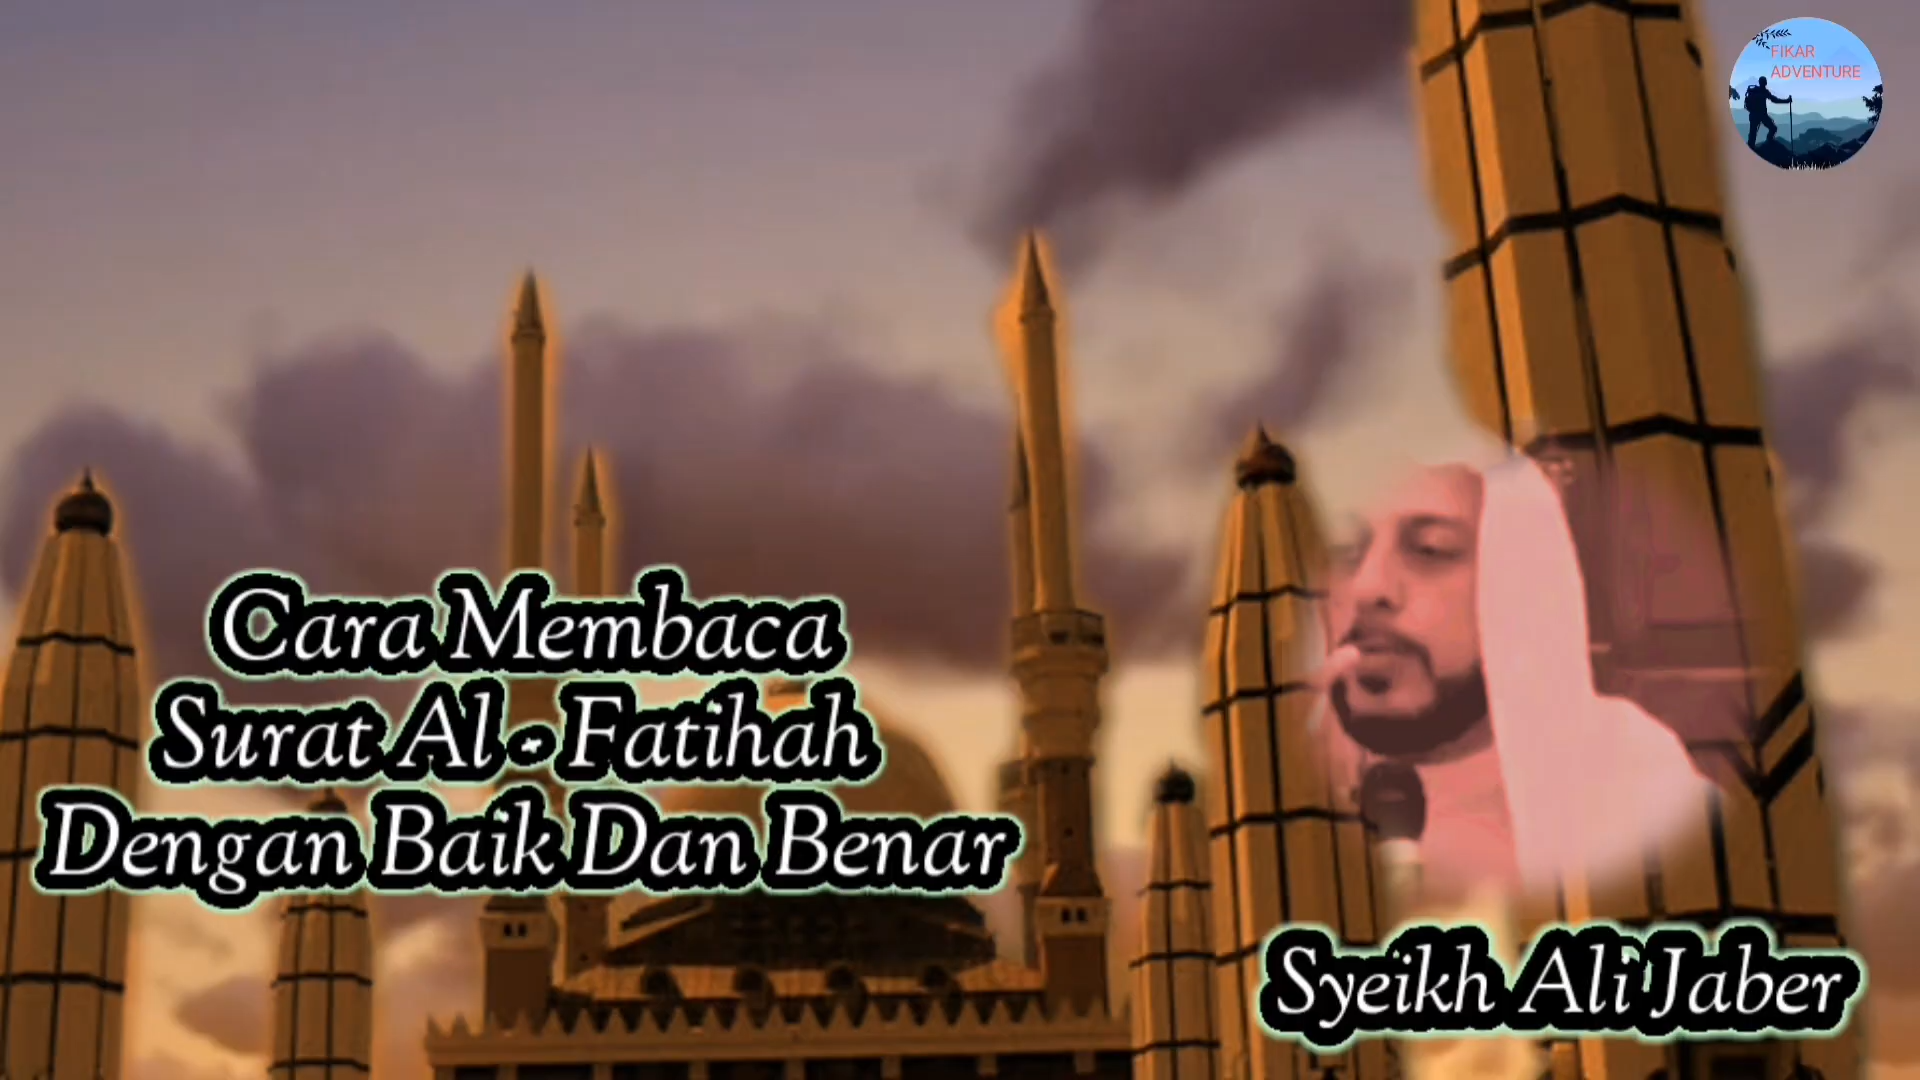 FIKAR
ADVENTURE
Cara Membaca
Surat Al - Fatihah
Dengan Baik Dan Benar
Syeikh Ali Jaber